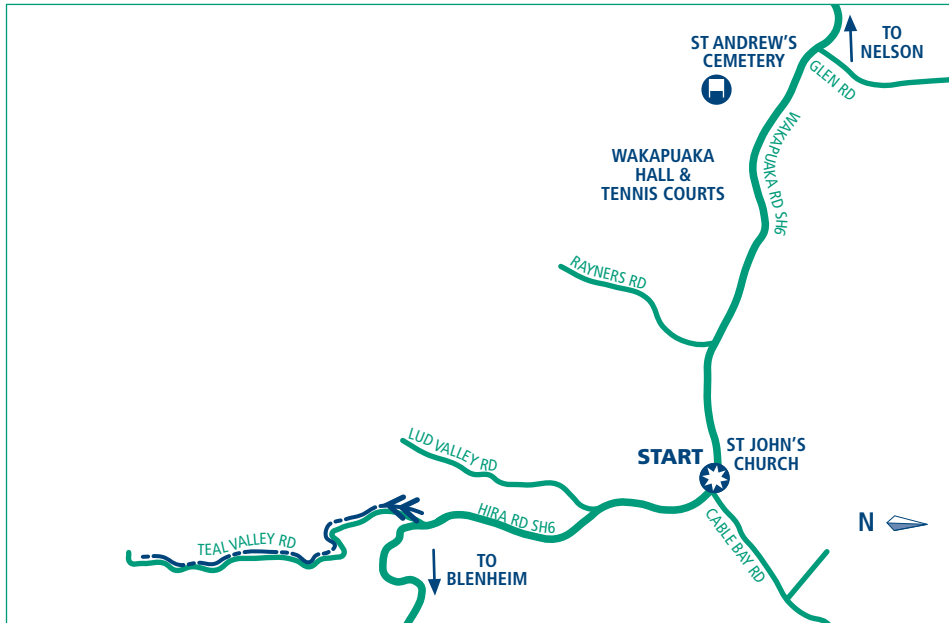 ST ANDREW'S
CEMETERY
TO
NELSON
GLEN RD
WAKAPUAKA RD SH6
WAKAPUAKA
HALL &
TENNIS COURTS
RAYNERS RD
LUD VALLEY RD
START
ST JOHN'S
CHURCH
HIRA RD SH6
CABLE BAY RD
N
TEAL VALLEY RD
TO
BLENHEIM